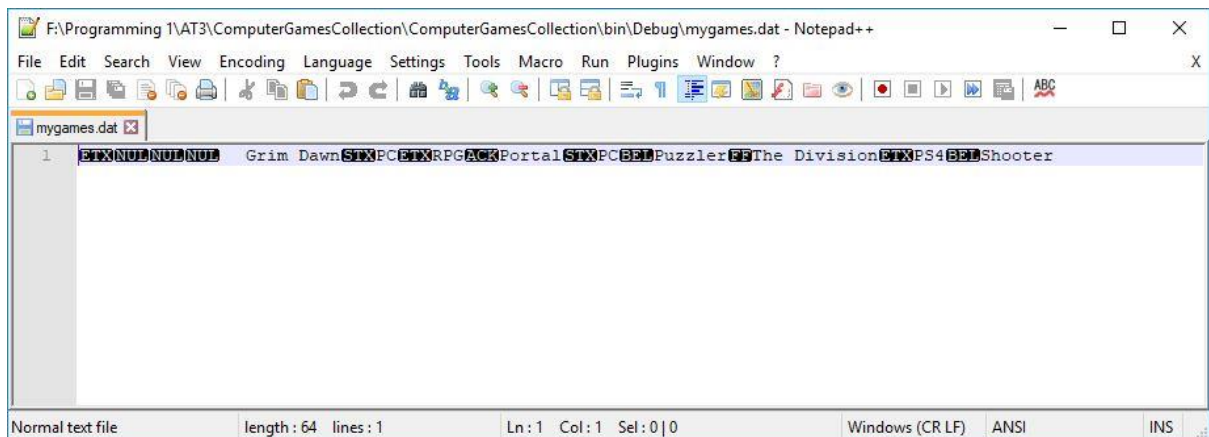 F:\Programming 1\AT3\ComputerGamesCollection\ComputerGamesCollection\bin\Debug\mygames.dat - Notepad++
File Edit Search View Encoding Language Settings Tools Macro Run Plugins Window ? X
ABC
mygames.dat
1 ETXNULNULNUL Grim DawnSTXPCETXRPGACKPortalSTXPCBELPuzzlerFFThe DivisionETXPS4BELShooter
Normal text file length : 64 lines : 1 Ln : 1 Col : 1 Sel : 0 | 0 Windows (CR LF) ANSI INS